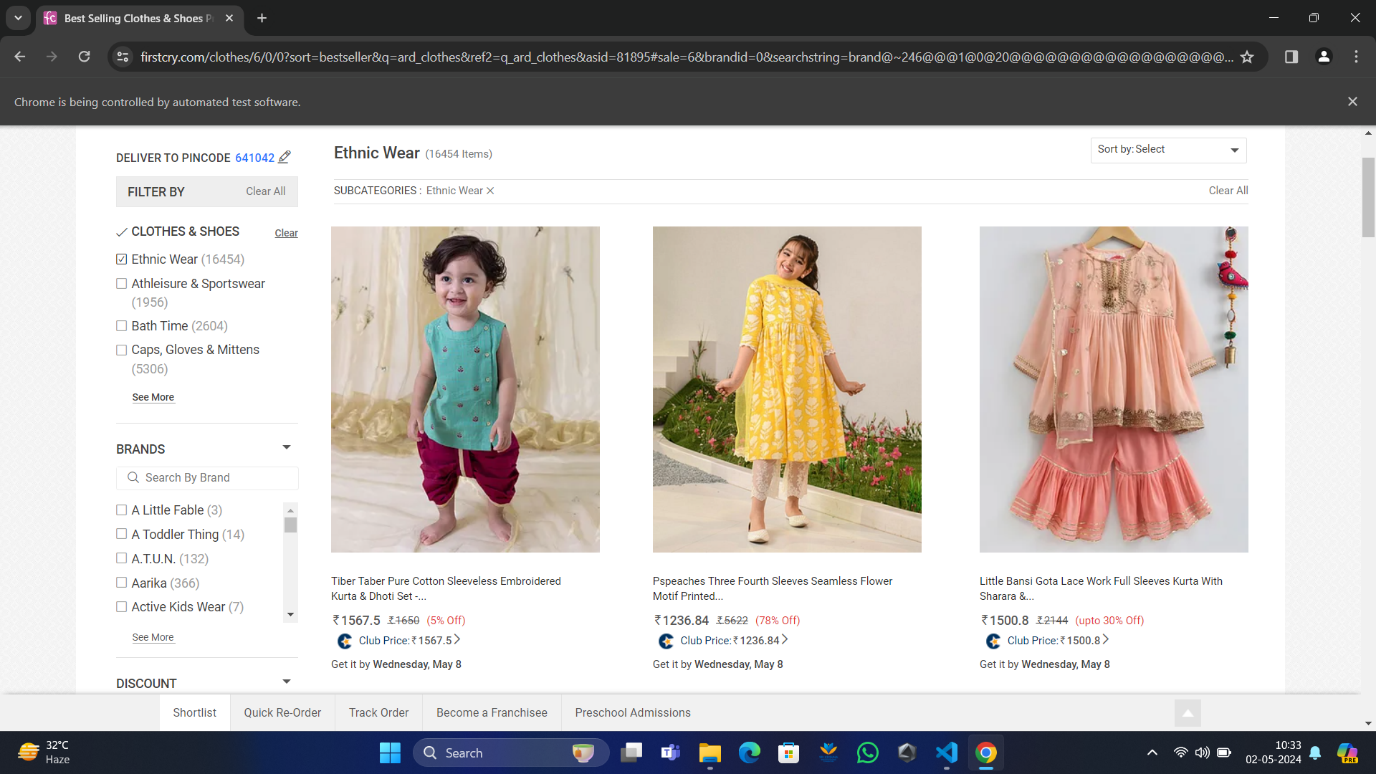 Best Selling Clothes & Shoes P
firstcry.com/clothes/6/0/0?sort=bestseller&q=ard_clothes&ref2=q_ard_clothes&asid=81895#sale=6&brandid=0&searchstring=brand@~246@@@1@0@20@@@@@@@@@@@@@@@@@@...
Chrome is being controlled by automated test software.
DELIVER TO PINCODE 641042
Ethnic Wear (16454 Items)
Sort by: Select
FILTER BY Clear All
SUBCATEGORIES : Ethnic Wear ✕ Clear All
CLOTHES & SHOES Clear
Ethnic Wear (16454)
Athleisure & Sportswear
(1956)
Bath Time (2604)
Caps, Gloves & Mittens
(5306)
See More
BRANDS
Search By Brand
A Little Fable (3)
A Toddler Thing (14)
A.T.U.N. (132)
Aarika (366)
Active Kids Wear (7)
See More
DISCOUNT
Tiber Taber Pure Cotton Sleeveless Embroidered
Kurta & Dhoti Set -...
₹1567.5 ₹1650 (5% Off)
Club Price: ₹1567.5
Get it by Wednesday, May 8
Pspeaches Three Fourth Sleeves Seamless Flower
Motif Printed...
₹1236.84 ₹5622 (78% Off)
Club Price: ₹1236.84
Get it by Wednesday, May 8
Little Bansi Gota Lace Work Full Sleeves Kurta With
Sharara &...
₹1500.8 ₹2144 (upto 30% Off)
Club Price: ₹1500.8
Get it by Wednesday, May 8
Shortlist Quick Re-Order Track Order Become a Franchisee Preschool Admissions
32°C
Haze
Search
10:33
02-05-2024
PRE